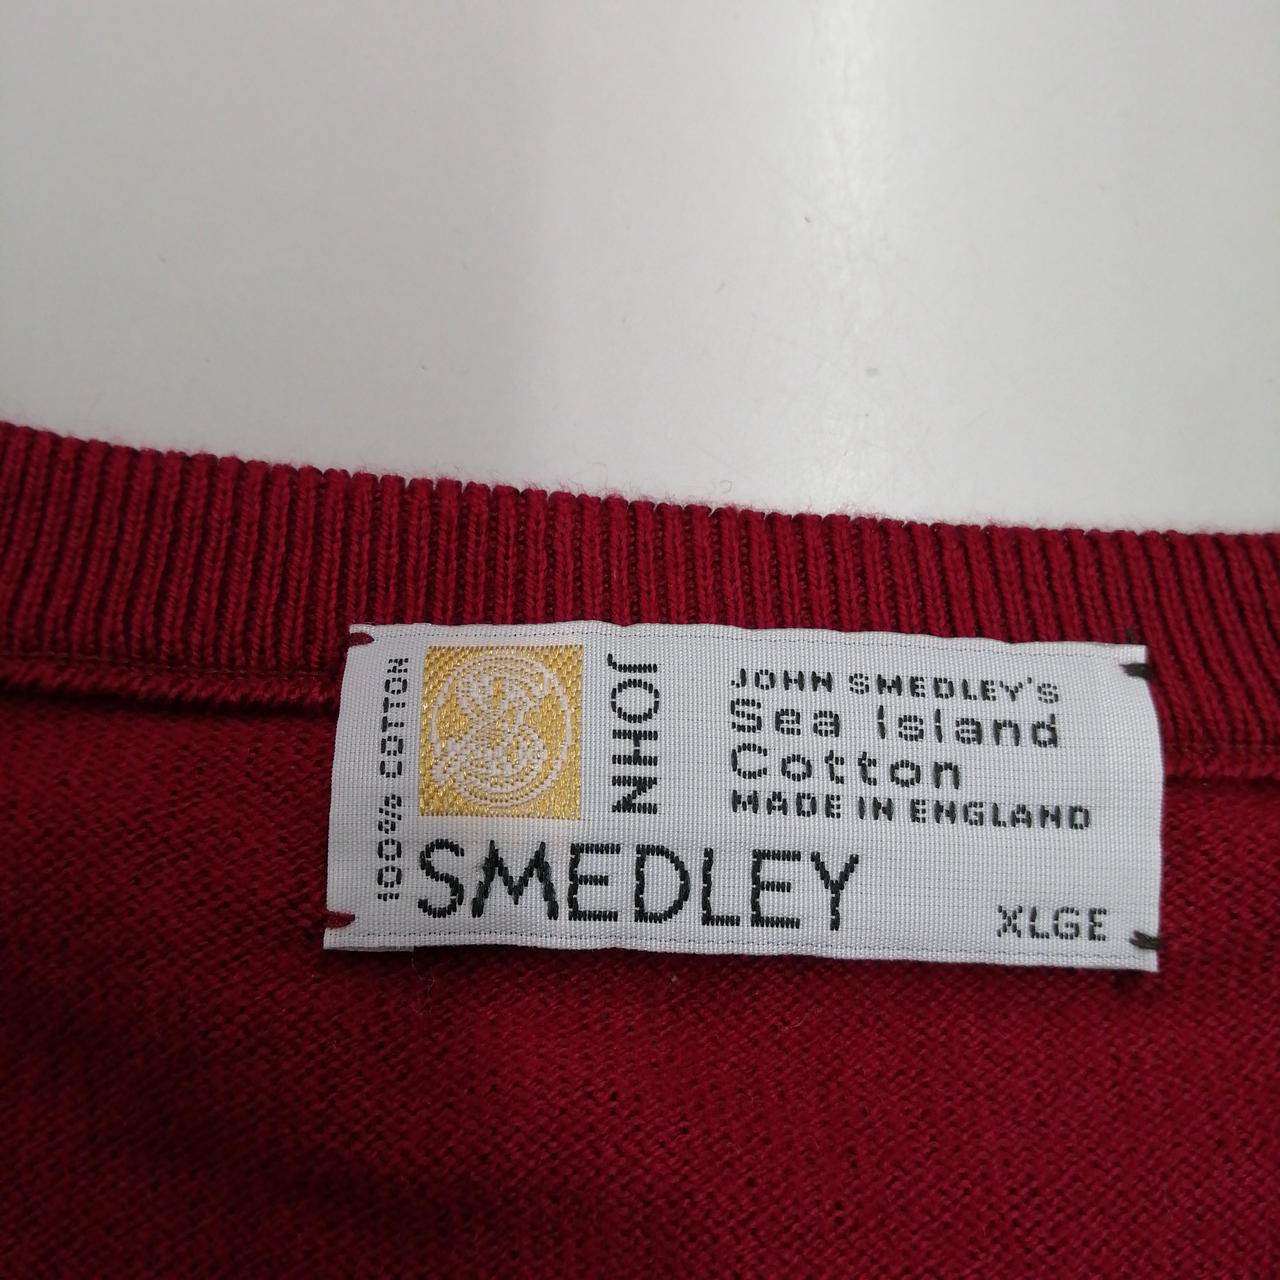 100% COTTON
JOHN
SMEDLEY
JOHN SMEDLEY'S
Sea Island
Cotton
MADE IN ENGLAND
XLGE